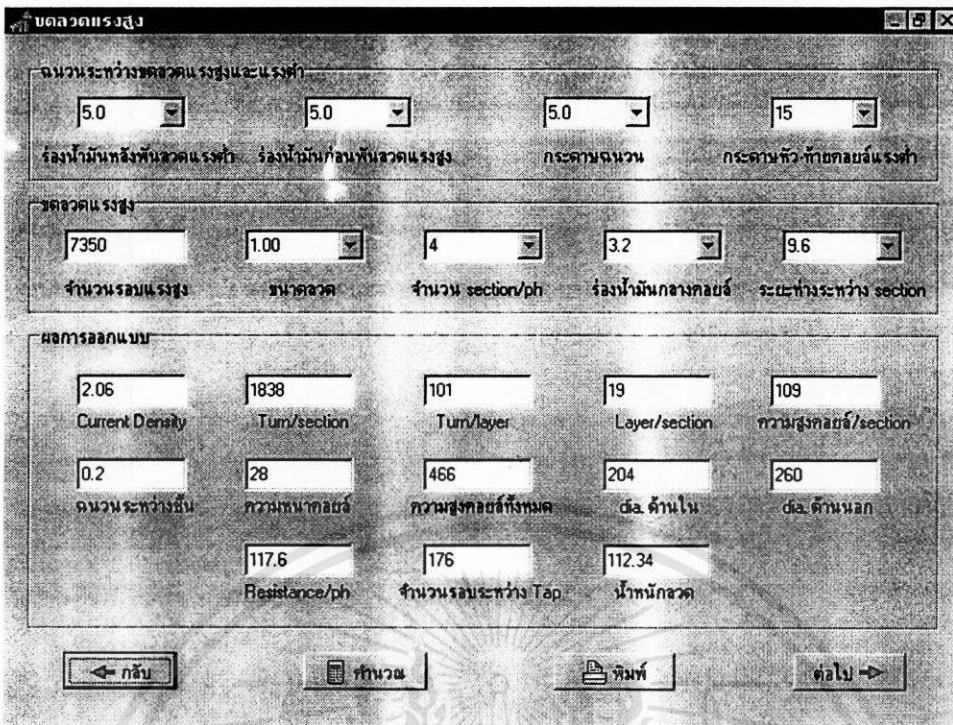 ขดลวดแรงสูง
ฉนวนระหว่างขดลวดแรงสูงและแรงต่ำ
5.0 5.0 5.0 15
ร่องน้ำมันหลังพันลวดแรงต่ำ ร่องน้ำมันก่อนพันลวดแรงสูง กระดาษฉนวน กระดาษหัว-ท้ายคอยล์แรงต่ำ
ขดลวดแรงสูง
7350 1.00 4 3.2 9.6
จำนวนรอบแรงสูง ขนาดลวด จำนวน section/ph ร่องน้ำมันกลางคอยล์ ระยะห่างระหว่าง section
ผลการออกแบบ
2.06 1838 101 19 109
Current Density Turn/section Turn/layer Layer/section ความสูงคอยล์/section
0.2 28 466 204 260
ฉนวนระหว่างชั้น ความหนาคอยล์ ความสูงคอยล์ทั้งหมด dia. ด้านใน dia. ด้านนอก
117.6 176 112.34
Resistance/ph จำนวนรอบระหว่าง Tap น้ำหนักลวด
กลับ คำนวณ พิมพ์ ต่อไป